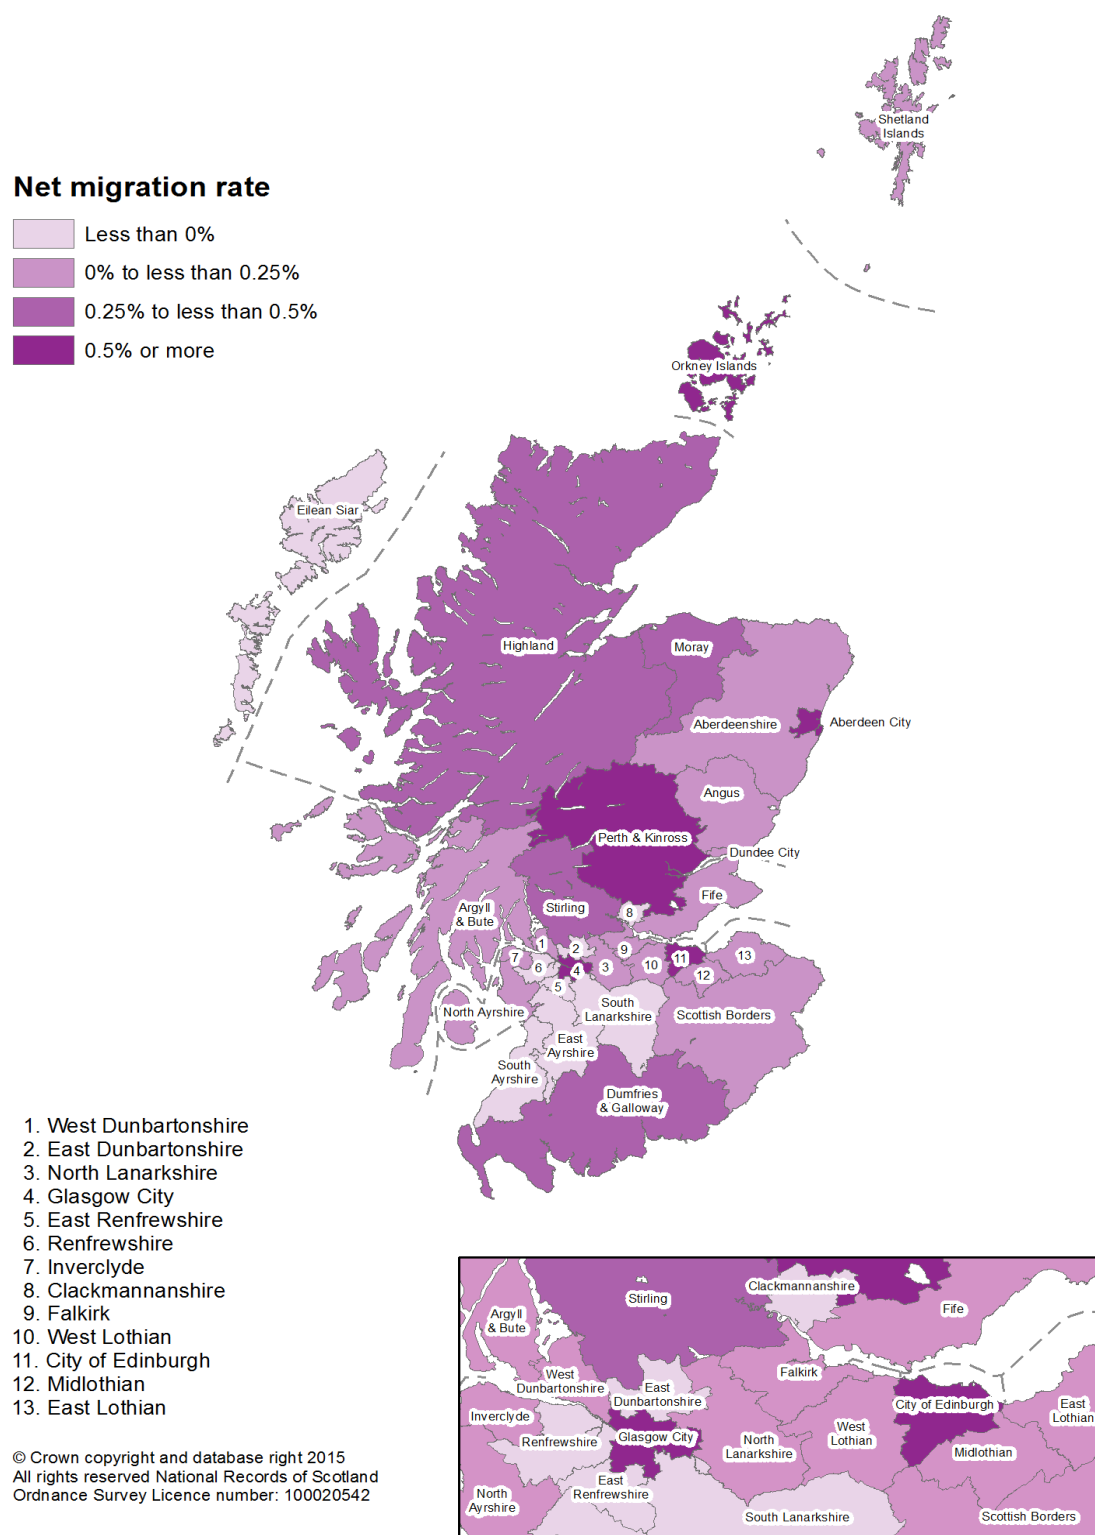 Shetland
Islands
Net migration rate
Less than 0%
0% to less than 0.25%
0.25% to less than 0.5%
0.5% or more
Orkney Islands
Eilean Siar
Highland
Moray
Aberdeenshire
Aberdeen City
Angus
Perth & Kinross
Dundee City
Fife
Argyll
& Bute
Stirling
8
1
2
9
7
6
4
3
10
11
12
13
5
North Ayrshire
South
Lanarkshire
Scottish Borders
East
Ayrshire
South
Ayrshire
Dumfries
& Galloway
1. West Dunbartonshire
2. East Dunbartonshire
3. North Lanarkshire
4. Glasgow City
5. East Renfrewshire
6. Renfrewshire
7. Inverclyde
8. Clackmannanshire
9. Falkirk
10. West Lothian
11. City of Edinburgh
12. Midlothian
13. East Lothian
© Crown copyright and database right 2015
All rights reserved National Records of Scotland
Ordnance Survey Licence number: 100020542
Clackmannanshire
Stirling
Fife
Argyll
& Bute
Falkirk
West
Dunbartonshire
East
Dunbartonshire
City of Edinburgh
East
Lothian
Inverclyde
Renfrewshire
Glasgow City
North
Lanarkshire
West
Lothian
Midlothian
East
Renfrewshire
North
Ayrshire
South Lanarkshire
Scottish Borders